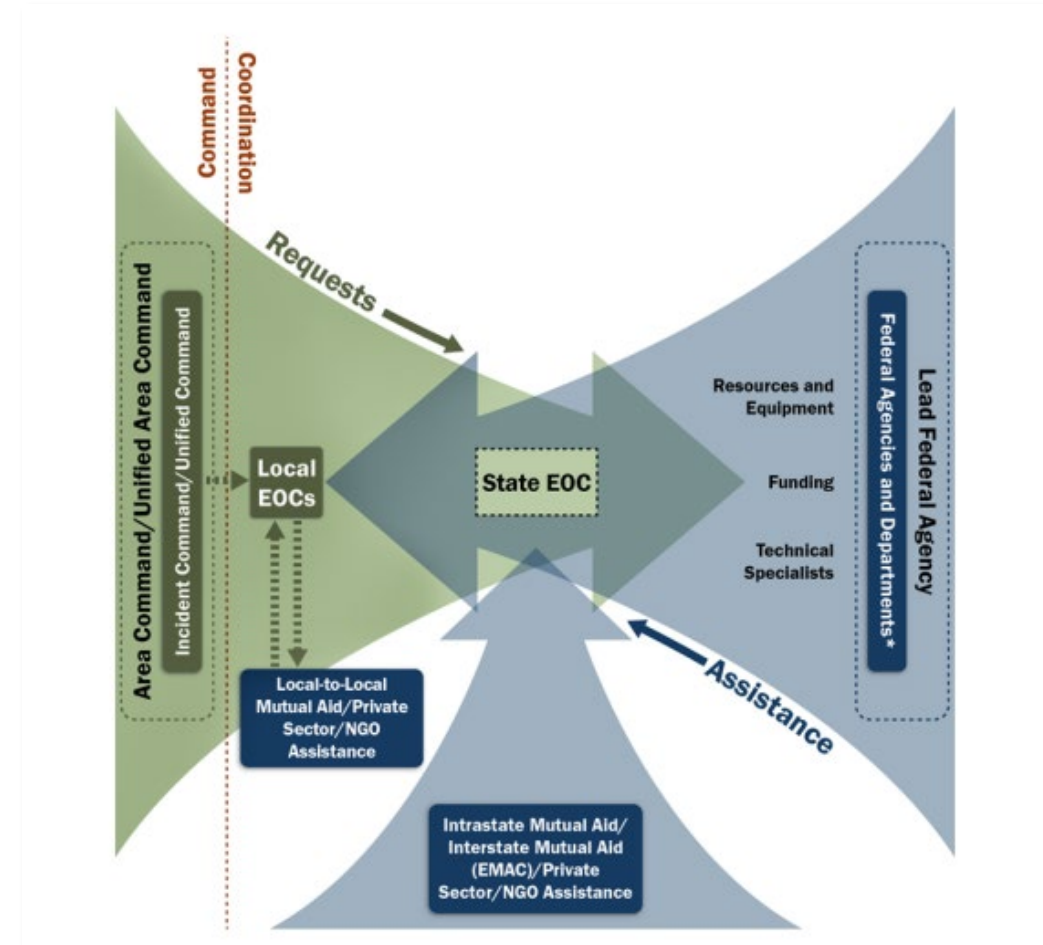 Command
Coordination
Requests
Area Command/Unified Area Command
Incident Command/Unified Command
Local
EOCs
State EOC
Resources and
Equipment
Funding
Technical
Specialists
Federal Agencies and Departments*
Lead Federal Agency
Assistance
Local-to-Local
Mutual Aid/Private
Sector/NGO
Assistance
Intrastate Mutual Aid/
Interstate Mutual Aid
(EMAC)/Private
Sector/NGO Assistance